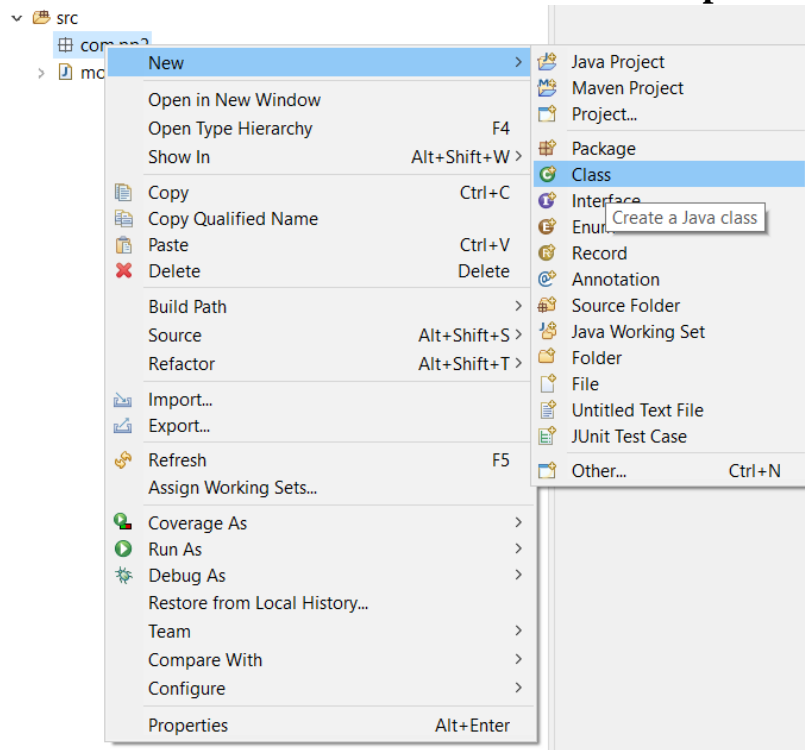 src
New >
Open in New Window
Open Type Hierarchy F4
Show In Alt+Shift+W >
Copy Ctrl+C
Copy Qualified Name
Paste Ctrl+V
Delete Delete
Build Path >
Source Alt+Shift+S >
Refactor Alt+Shift+T >
Import...
Export...
Refresh F5
Assign Working Sets...
Coverage As >
Run As >
Debug As >
Restore from Local History...
Team >
Compare With >
Configure >
Properties Alt+Enter
Java Project
Maven Project
Project...
Package
Class
Interface
Create a Java class
Record
Annotation
Source Folder
Java Working Set
Folder
File
Untitled Text File
JUnit Test Case
Other... Ctrl+N